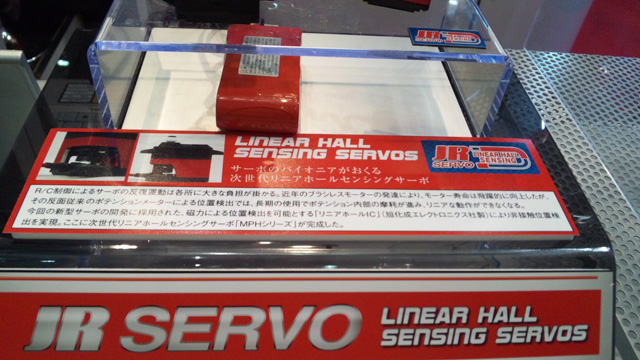 LINEAR HALL
SENSING SERVOS
JR
SERVO
LINEAR HALL
SENSING
サーボのパイオニアがおくる
次世代リニアホールセンシングサーボ
R/C制御によるサーボの反復運動は各所に大きな負担が掛かる。近年のブラシレスモーターの発達により、モーター寿命は飛躍的に向上したが、
その反面従来のポテンションメーターによる位置検出では、長期の使用でポテンション内部の摩耗が進み、リニアな動作ができなくなる。
今回の新型サーボの開発に採用された、磁力による位置検出を可能とする「リニアホールIC」(旭化成エレクトロニクス社製)により非接触位置検
出を実現。ここに次世代リニアホールセンシングサーボ「MPHシリーズ」が完成した。
JR SERVO
LINEAR HALL
SENSING SERVOS